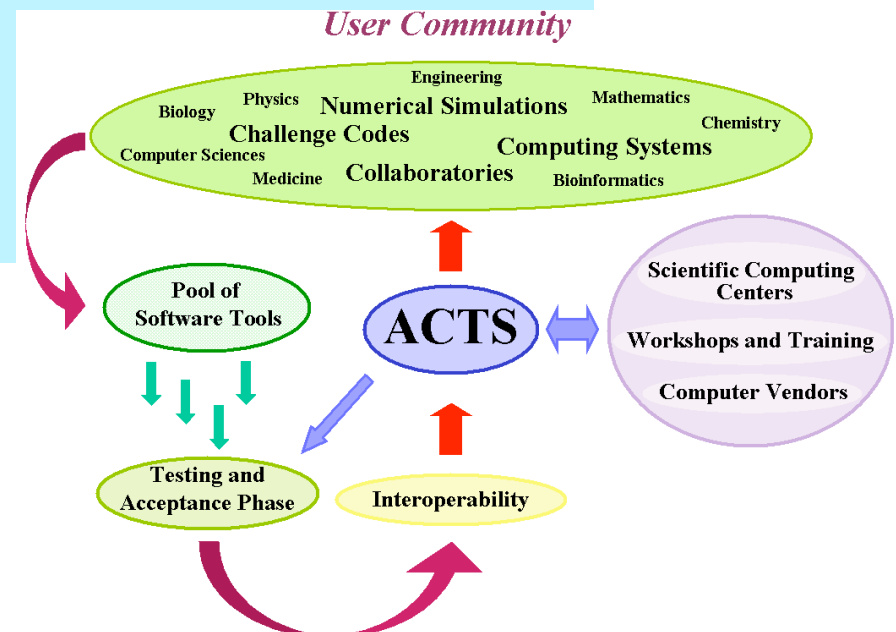 User Community
Engineering
Physics
Numerical Simulations
Mathematics
Biology
Chemistry
Challenge Codes
Computing Systems
Computer Sciences
Medicine
Collaboratories
Bioinformatics
Pool of
Software Tools
ACTS
Scientific Computing
Centers
Workshops and Training
Computer Vendors
Testing and
Acceptance Phase
Interoperability